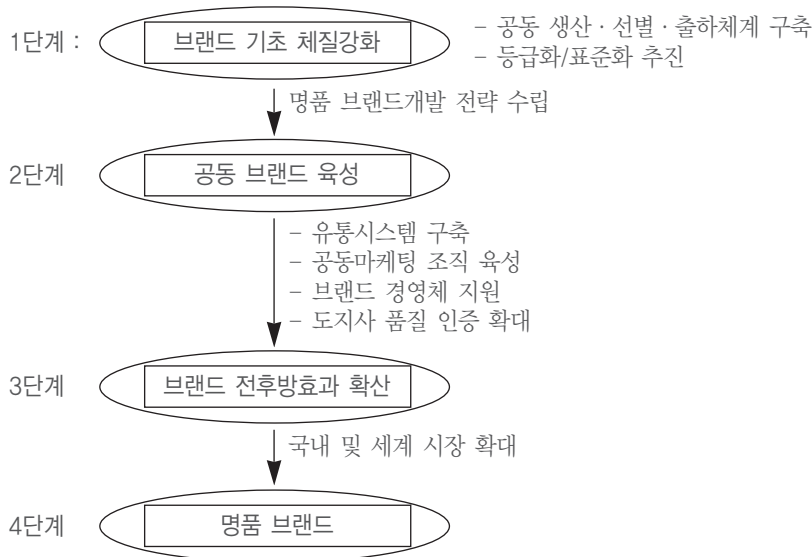 1단계 : 브랜드 기초 체질강화
- 공동 생산 · 선별 · 출하체계 구축
- 등급화/표준화 추진
명품 브랜드개발 전략 수립
2단계 공동 브랜드 육성
- 유통시스템 구축
- 공동마케팅 조직 육성
- 브랜드 경영체 지원
- 도지사 품질 인증 확대
3단계 브랜드 전후방효과 확산
국내 및 세계 시장 확대
4단계 명품 브랜드